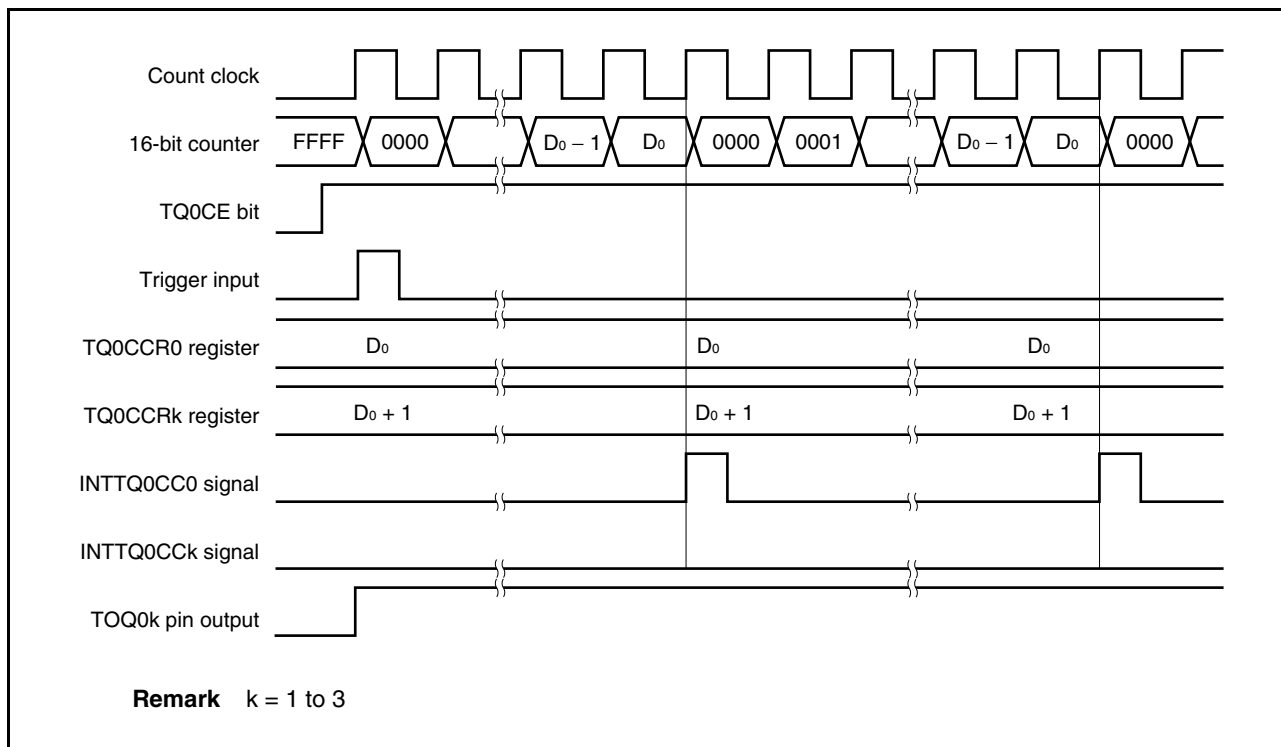 Count clock
16-bit counter FFFF 0000 D₀ − 1 D₀ 0000 0001 D₀ − 1 D₀ 0000
TQ0CE bit
Trigger input
TQ0CCR0 register D₀ D₀ D₀
TQ0CCRk register D₀ + 1 D₀ + 1 D₀ + 1
INTTQ0CC0 signal
INTTQ0CCk signal
TOQ0k pin output
Remark k = 1 to 3